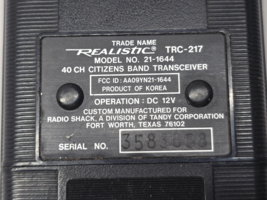 TRADE NAME
REALISTIC® TRC-217
MODEL NO. 21-1644
40 CH CITIZENS BAND TRANSCEIVER
FCC ID: AAO9YN21-1644
PRODUCT OF KOREA
OPERATION: DC 12V
CUSTOM MANUFACTURED FOR
RADIO SHACK, A DIVISION OF TANDY CORPORATION
FORT WORTH, TEXAS 76102
SERIAL NO.